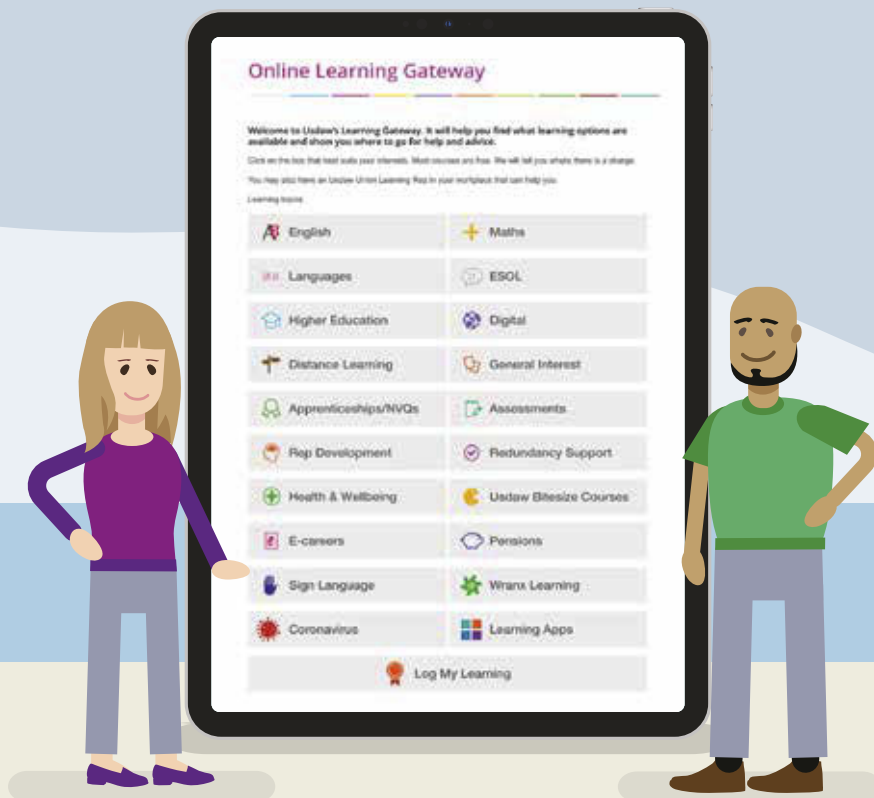 Online Learning Gateway
Welcome to Usdaw's Learning Gateway. It will help you find what learning options are
available and show you where to go for help and advice.
Click on the box that best suits your interests. Most courses are free. We will tell you where there is a charge.
You may also have an Usdaw Union Learning Rep in your workplace that can help you.
Learning topics
English
Maths
Languages
ESOL
Higher Education
Digital
Distance Learning
General Interest
Apprenticeships/NVQs
Assessments
Rep Development
Redundancy Support
Health & Wellbeing
Usdaw Bitesize Courses
E-careers
Pensions
Sign Language
Wranx Learning
Coronavirus
Learning Apps
Log My Learning